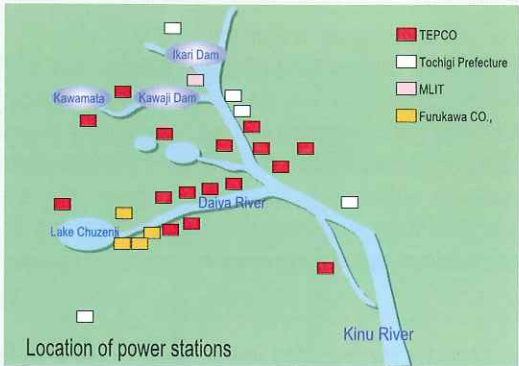 TEPCO
Tochigi Prefecture
MLIT
Furukawa CO.,
Ikari Dam
Kawamata
Kawaji Dam
Daiya River
Lake Chuzenji
Kinu River
Location of power stations